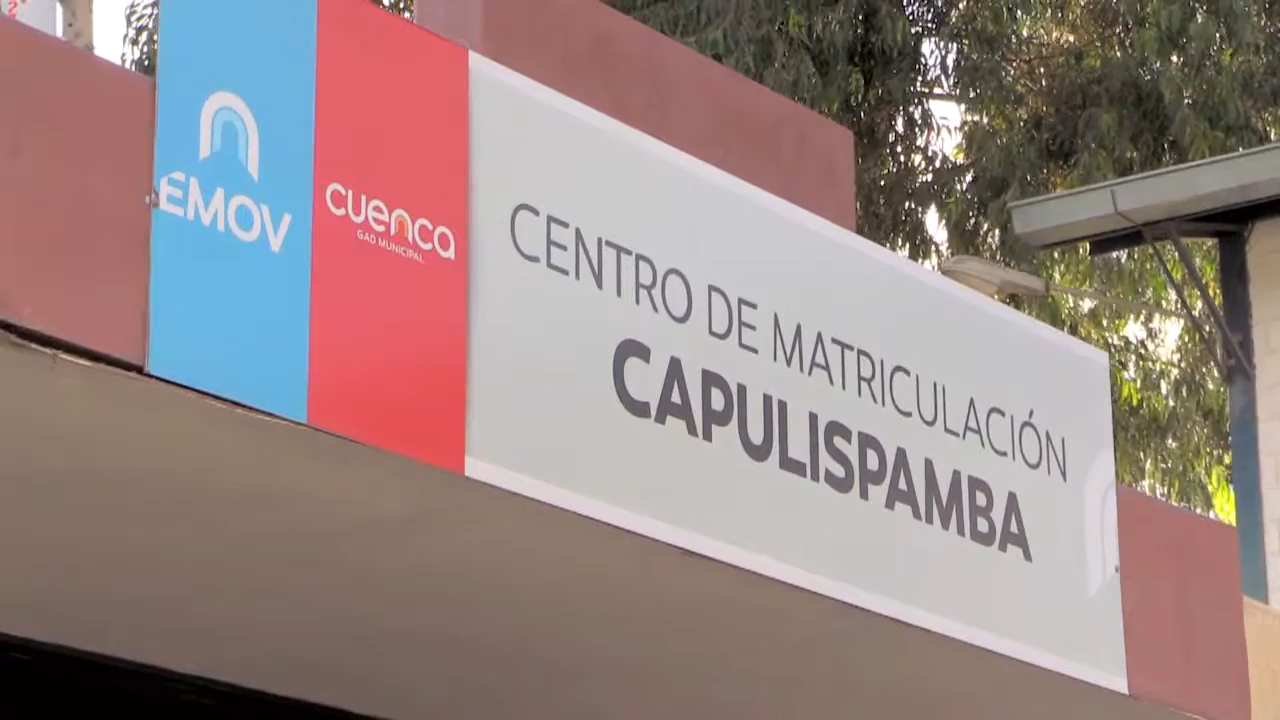 EMOV
cuenca
GAD MUNICIPAL
CENTRO DE MATRICULACIÓN
CAPULISPAMBA